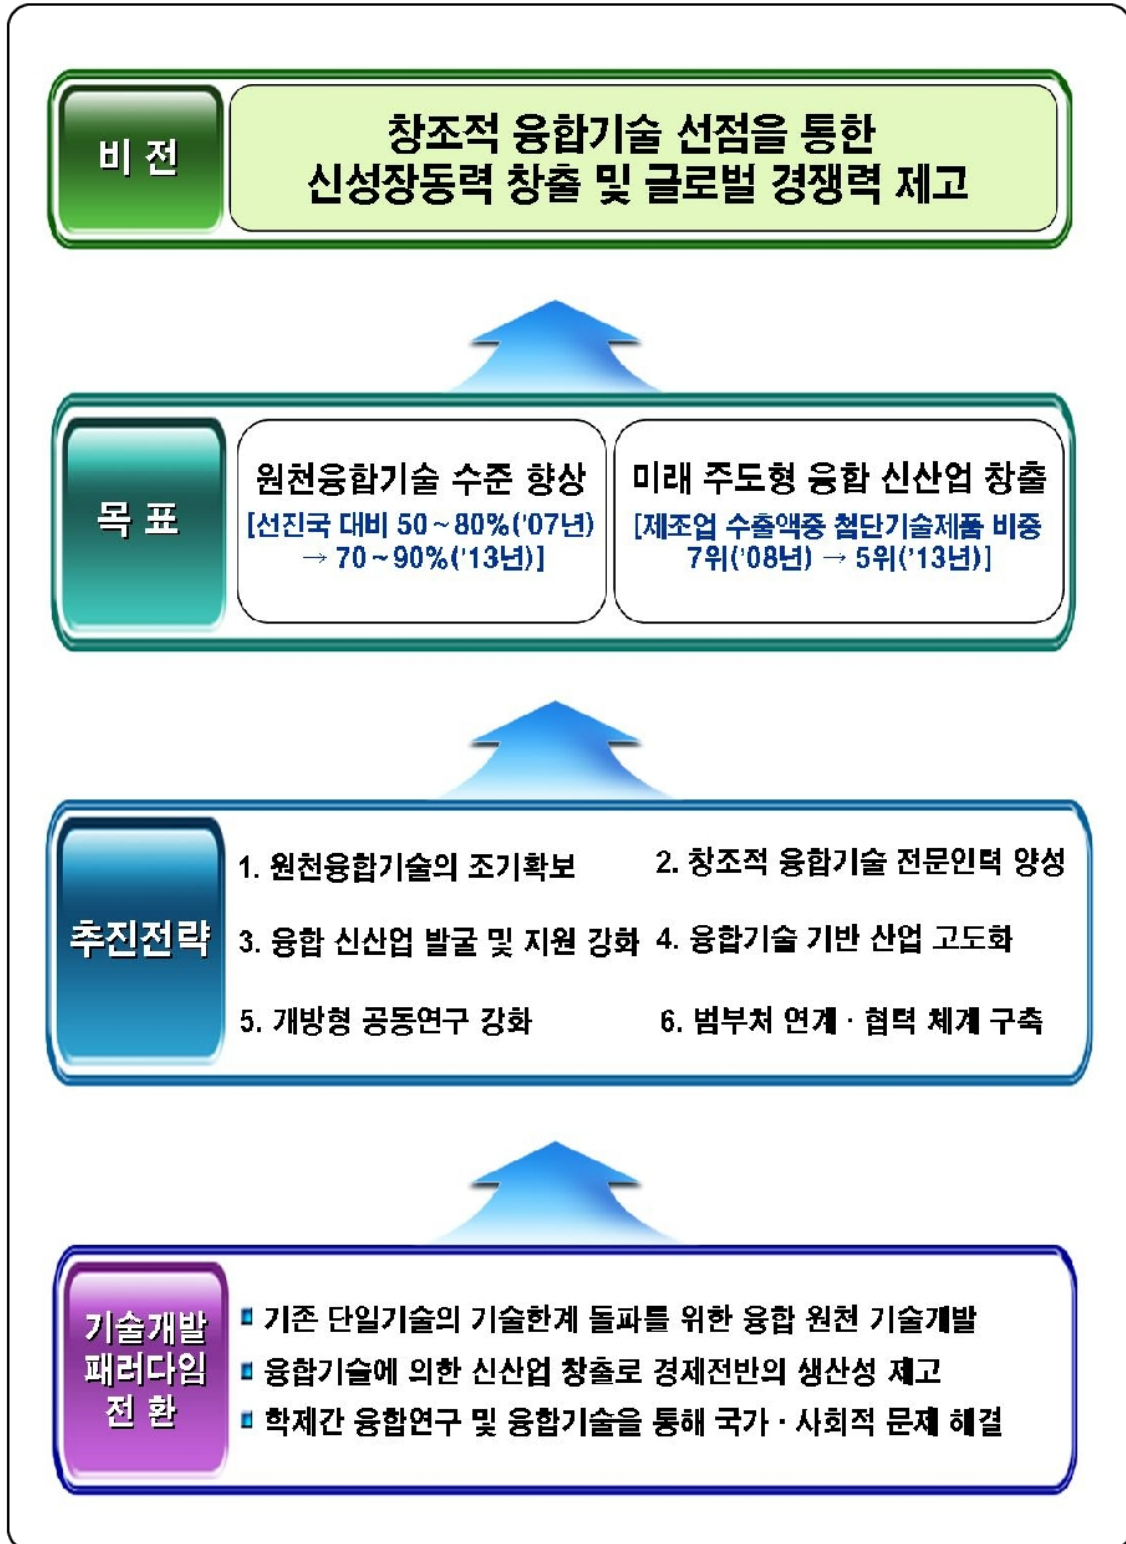 비 전
창조적 융합기술 선점을 통한
신성장동력 창출 및 글로벌 경쟁력 제고
목 표
원천융합기술 수준 향상
[선진국 대비 50~80%('07년)
→ 70~90%('13년)]
미래 주도형 융합 신산업 창출
[제조업 수출액중 첨단기술제품 비중
7위('08년) → 5위('13년)]
추진전략
1. 원천융합기술의 조기확보
2. 창조적 융합기술 전문인력 양성
3. 융합 신산업 발굴 및 지원 강화
4. 융합기술 기반 산업 고도화
5. 개방형 공동연구 강화
6. 범부처 연계 · 협력 체계 구축
기술개발
패러다임
전 환
기존 단일기술의 기술한계 돌파를 위한 융합 원천 기술개발
융합기술에 의한 신산업 창출로 경제전반의 생산성 제고
학제간 융합연구 및 융합기술을 통해 국가 · 사회적 문제 해결